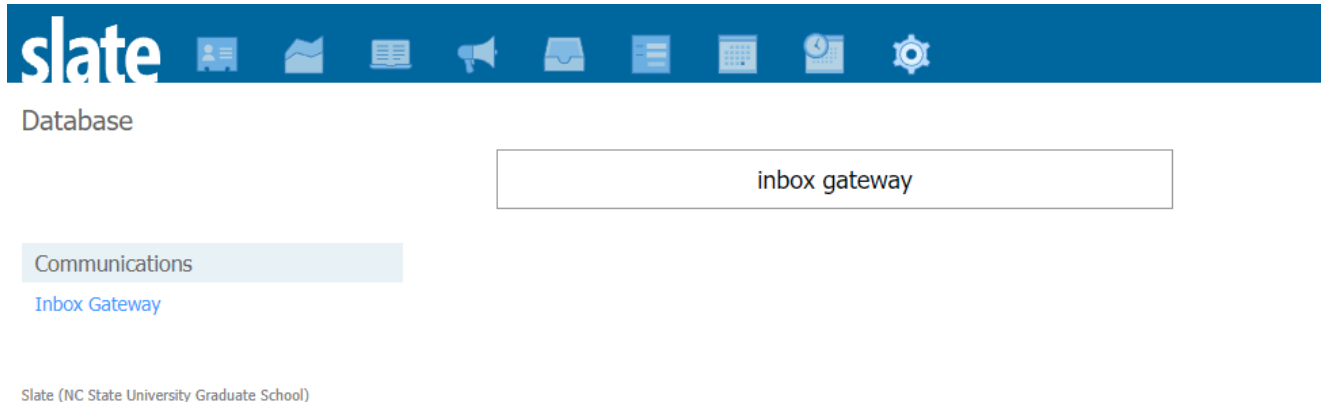 slate
Database
inbox gateway
Communications
Inbox Gateway
Slate (NC State University Graduate School)